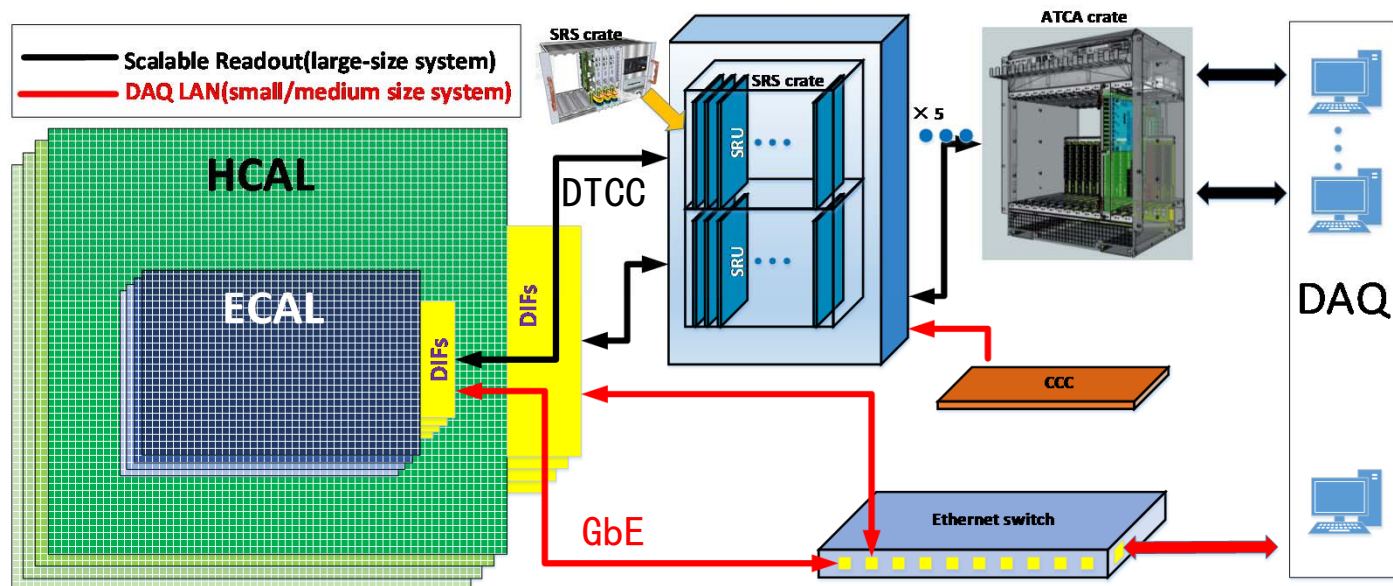 Scalable Readout(large-size system)
DAQ LAN(small/medium size system)
SRS crate
SRS crate
ATCA crate
× 5
SRU
SRU
HCAL
ECAL
DIFs
DIFs
DTCC
CCC
DAQ
GbE
Ethernet switch